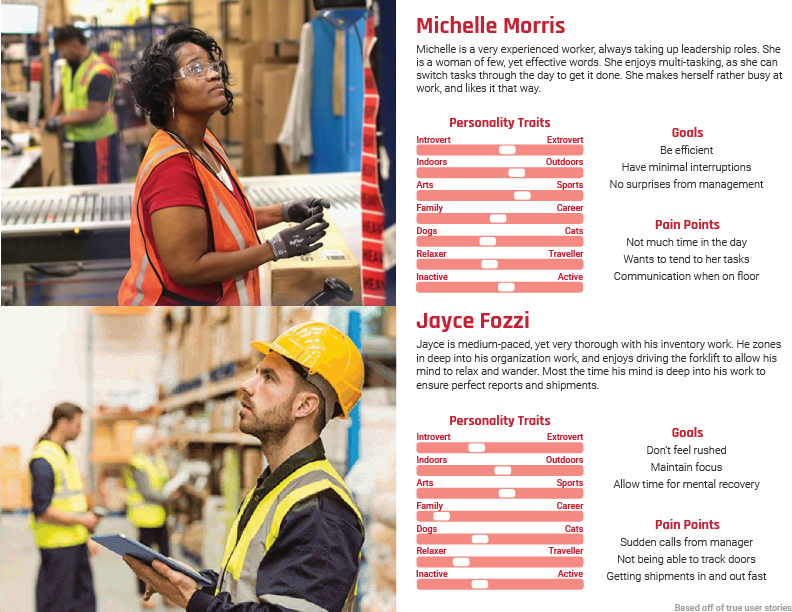 Michelle Morris
Michelle is a very experienced worker, always taking up leadership roles. She
is a woman of few, yet effective words. She enjoys multi-tasking, as she can
switch tasks through the day to get it done. She makes herself rather busy at
work, and likes it that way.
Personality Traits
Introvert Extrovert
Indoors Outdoors
Arts Sports
Family Career
Dogs Cats
Relaxer Traveller
Inactive Active
Goals
Be efficient
Have minimal interruptions
No surprises from management
Pain Points
Not much time in the day
Wants to tend to her tasks
Communication when on floor
HEAVY
HEAVY
Jayce Fozzi
Jayce is medium-paced, yet very thorough with his inventory work. He zones
in deep into his organization work, and enjoys driving the forklift to allow his
mind to relax and wander. Most the time his mind is deep into his work to
ensure perfect reports and shipments.
Personality Traits
Introvert Extrovert
Indoors Outdoors
Arts Sports
Family Career
Dogs Cats
Relaxer Traveller
Inactive Active
Goals
Don't feel rushed
Maintain focus
Allow time for mental recovery
Pain Points
Sudden calls from manager
Not being able to track doors
Getting shipments in and out fast
Based off of true user stories